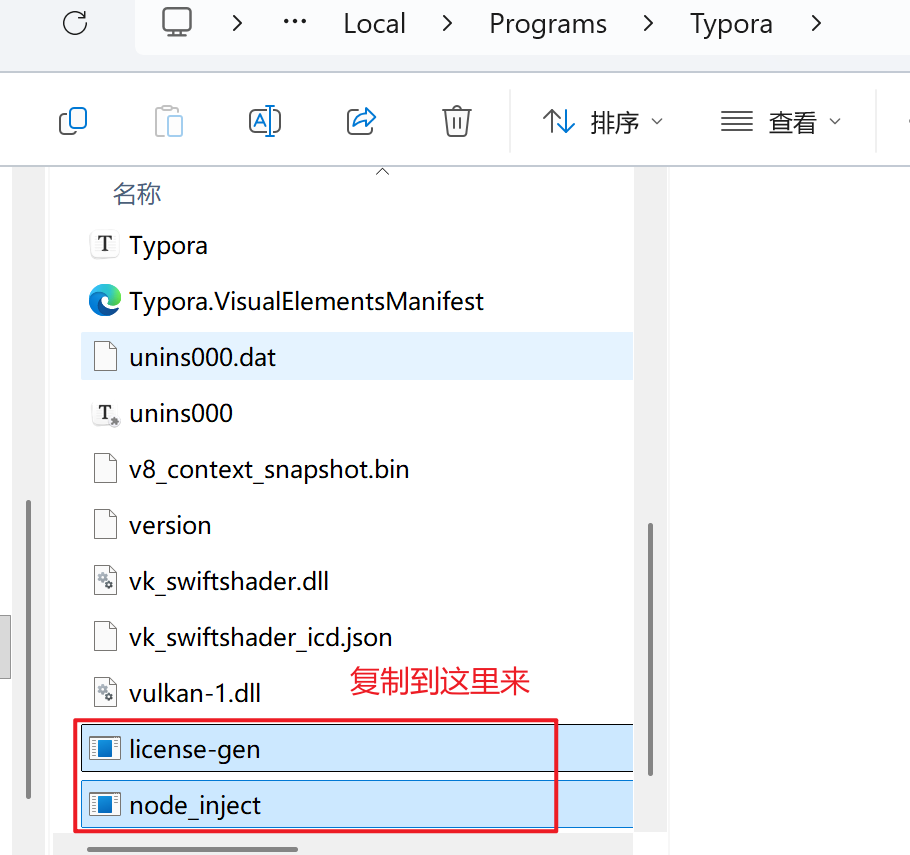 Local > Programs > Typora >
排序 查看
名称
Typora
Typora.VisualElementsManifest
unins000.dat
unins000
v8_context_snapshot.bin
version
vk_swiftshader.dll
vk_swiftshader_icd.json
复制到这里来
vulkan-1.dll
license-gen
node_inject